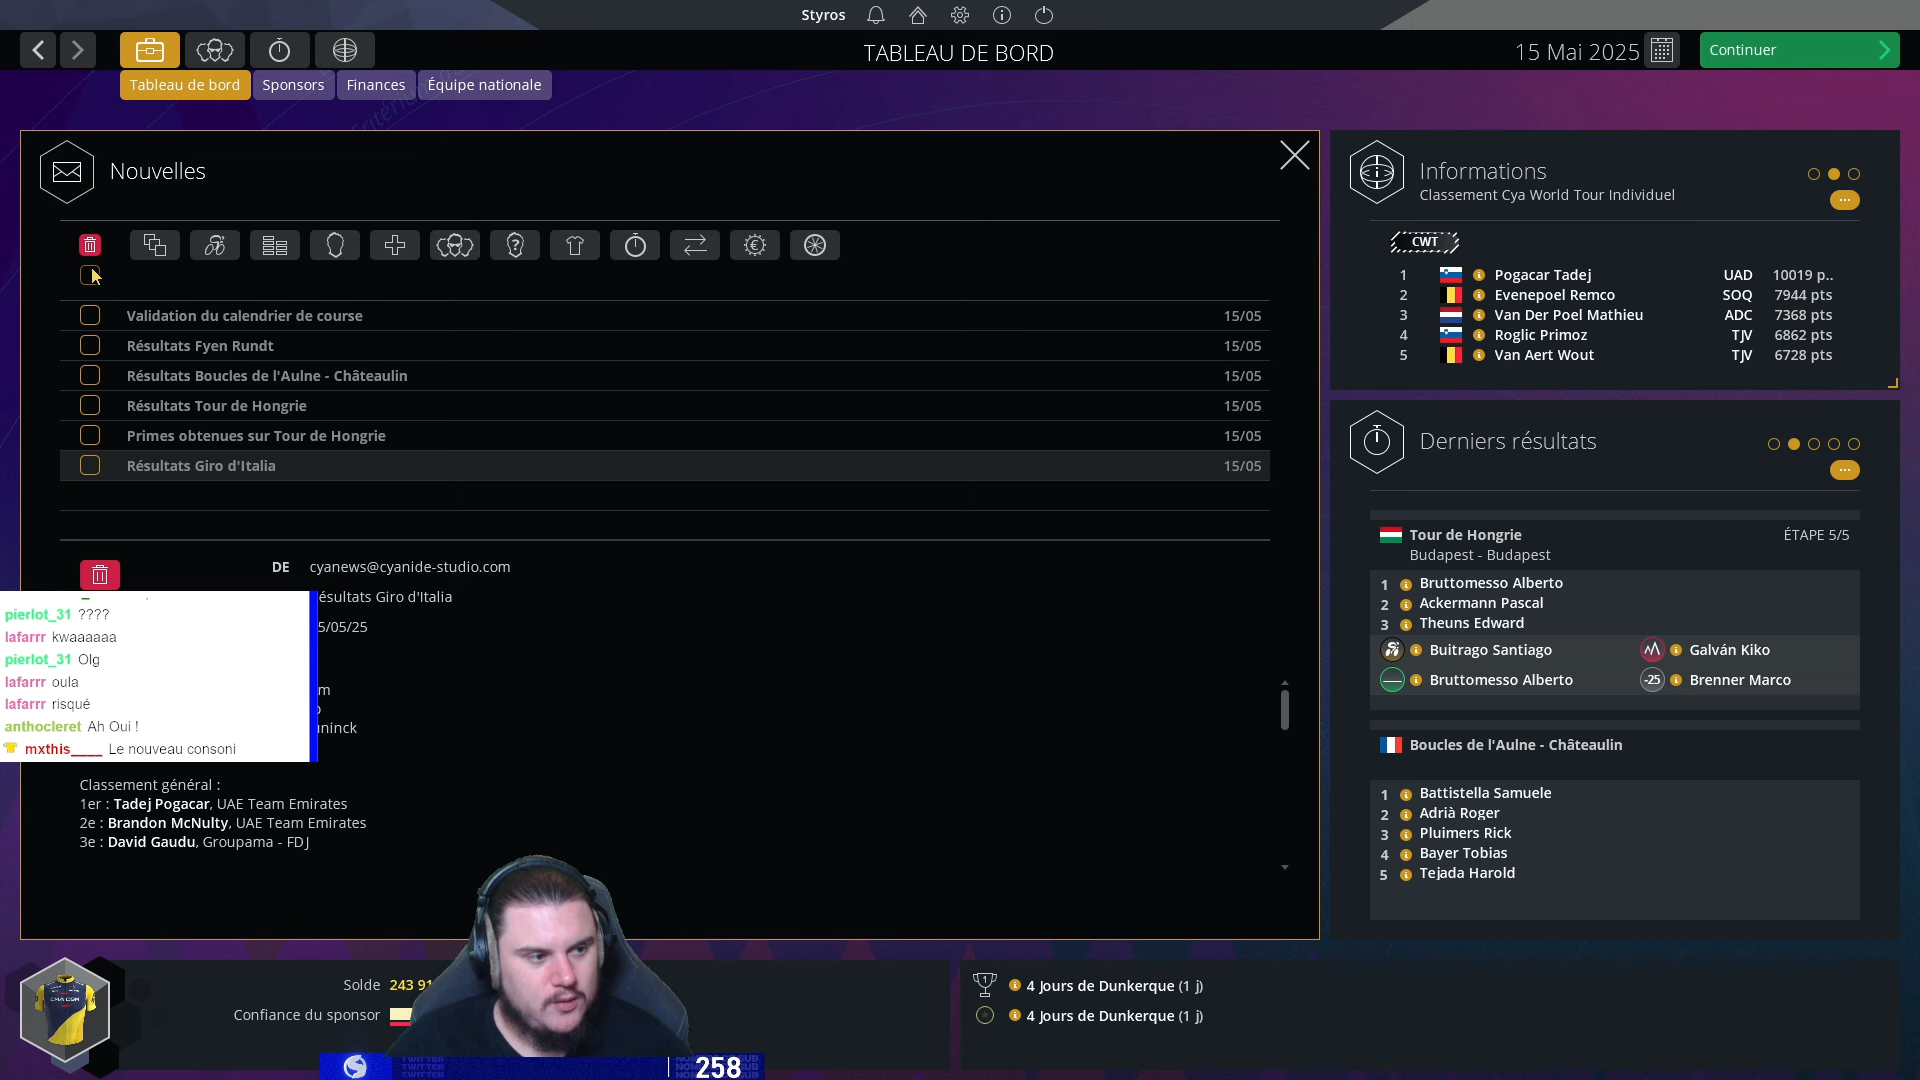 Styros
TABLEAU DE BORD
15 Mai 2025
Continuer
Tableau de bord
Sponsors
Finances
Équipe nationale
Nouvelles
Validation du calendrier de course 15/05
Résultats Fyen Rundt 15/05
Résultats Boucles de l'Aulne - Châteaulin 15/05
Résultats Tour de Hongrie 15/05
Primes obtenues sur Tour de Hongrie 15/05
Résultats Giro d'Italia 15/05
DE cyanews@cyanide-studio.com
ésultats Giro d'Italia
5/05/25
pierlot_31 ????
lafarrr kwaaaaaa
pierlot_31 Olg
lafarrr oula
lafarrr risqué
anthocleret Ah Oui !
mxthis____ Le nouveau consoni
uninck
Classement général :
1er : Tadej Pogacar, UAE Team Emirates
2e : Brandon McNulty, UAE Team Emirates
3e : David Gaudu, Groupama - FDJ
Informations
Classement Cya World Tour Individuel
CWT
1 Pogacar Tadej UAD 10019 p..
2 Evenepoel Remco SOQ 7944 pts
3 Van Der Poel Mathieu ADC 7368 pts
4 Roglic Primoz TJV 6862 pts
5 Van Aert Wout TJV 6728 pts
Derniers résultats
Tour de Hongrie ÉTAPE 5/5
Budapest - Budapest
1 Bruttomesso Alberto
2 Ackermann Pascal
3 Theuns Edward
Buitrago Santiago
Galván Kiko
Bruttomesso Alberto
-25 Brenner Marco
Boucles de l'Aulne - Châteaulin
1 Battistella Samuele
2 Adrià Roger
3 Pluimers Rick
4 Bayer Tobias
5 Tejada Harold
Solde 243 91
Confiance du sponsor
CMA CGM
1 4 Jours de Dunkerque (1 j)
4 Jours de Dunkerque (1 j)
TWITTER
258